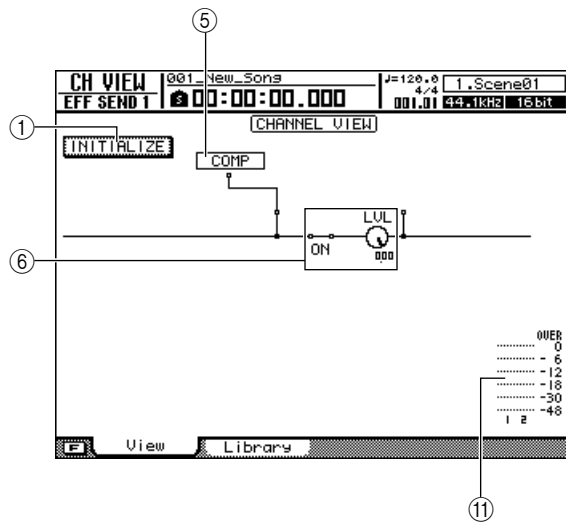 ⑤
CH VIEW 001_New_Song ♩=120.0 4/4 1.Scene01
EFF SEND 1 S 00:00:00.000 001.01 44.1kHz 16bit
CHANNEL VIEW
① INITIALIZE
COMP
LVL
ON
000
⑥
OVER
0
- 6
-12
-18
-30
-48
1 2
F View Library
⑪